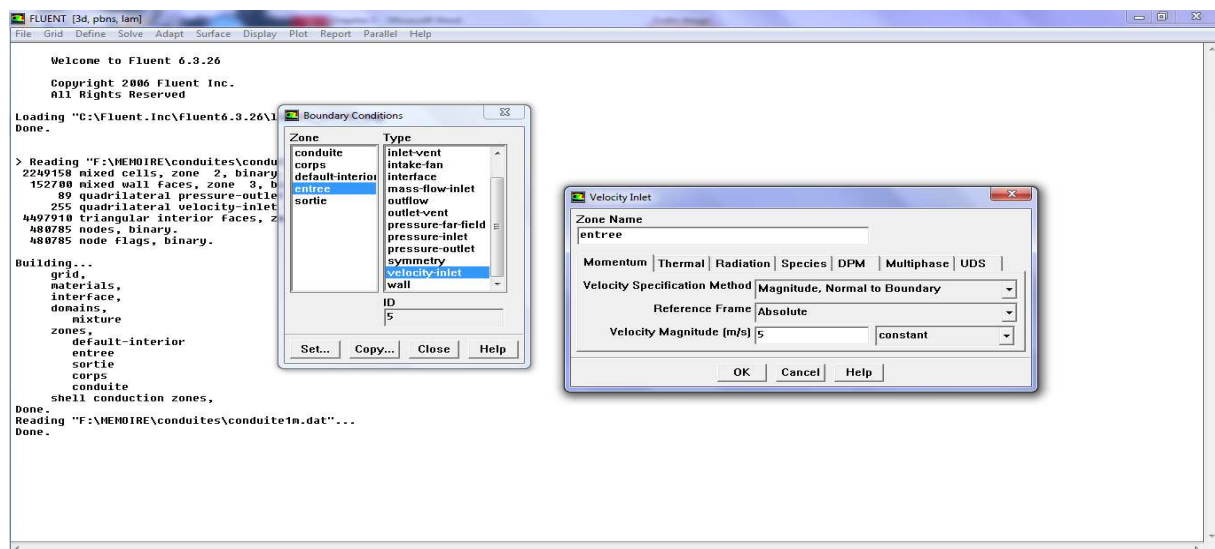 FLUENT [3d, pbns, lam]
File Grid Define Solve Adapt Surface Display Plot Report Parallel Help
Welcome to Fluent 6.3.26
Copyright 2006 Fluent Inc.
All Rights Reserved
Loading "C:\Fluent.Inc\fluent6.3.26\l
Done.
> Reading "F:\MEMOIRE\conduites\condu
2249158 mixed cells, zone 2, binary
152700 mixed wall faces, zone 3, b
89 quadrilateral pressure-outle
255 quadrilateral velocity-inlet
4497910 triangular interior faces, z
480785 nodes, binary.
480785 node flags, binary.
Building...
grid,
materials,
interface,
domains,
mixture
zones,
default-interior
entree
sortie
corps
conduite
shell conduction zones,
Done.
Reading "F:\MEMOIRE\conduites\conduite1m.dat"...
Done.
Boundary Conditions
Zone Type
conduite inlet-vent
corps intake-fan
default-interior interface
entree mass-flow-inlet
sortie outflow
outlet-vent
pressure-far-field
pressure-inlet
pressure-outlet
symmetry
velocity-inlet
wall
ID
5
Set... Copy... Close Help
Velocity Inlet
Zone Name
entree
Momentum Thermal Radiation Species DPM Multiphase UDS
Velocity Specification Method Magnitude, Normal to Boundary
Reference Frame Absolute
Velocity Magnitude (m/s) 5 constant
OK Cancel Help